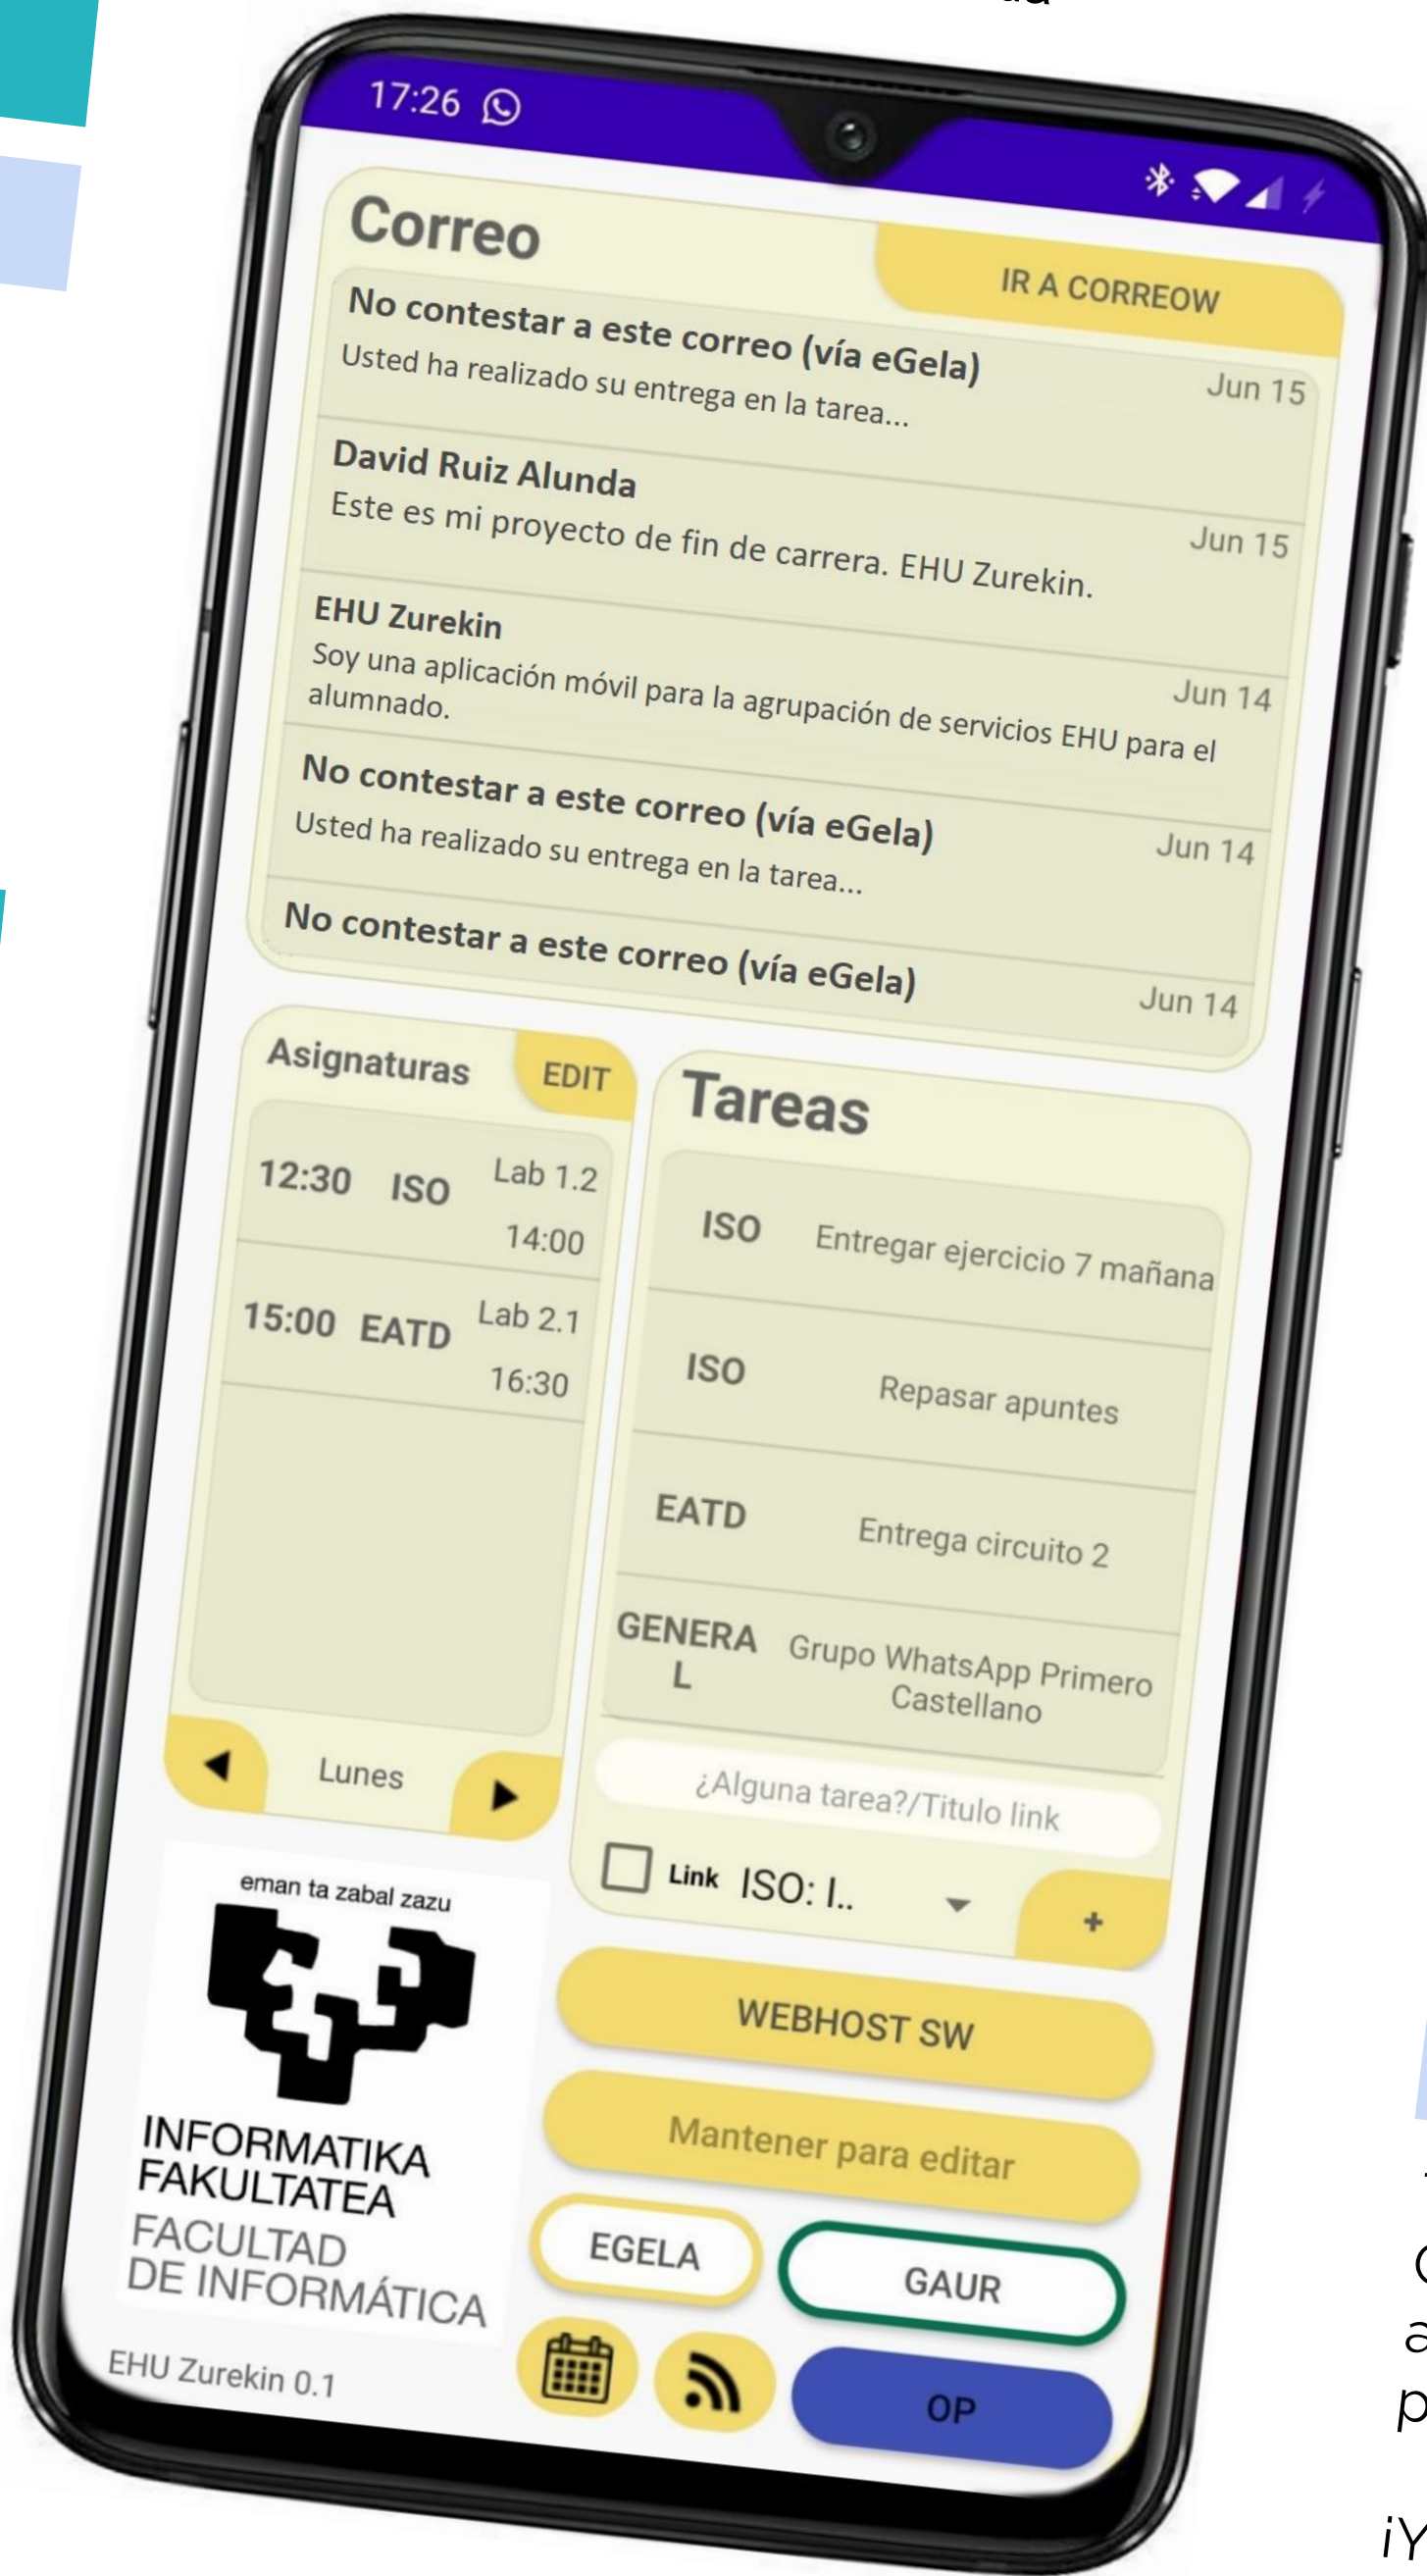 17:26
Correo
IR A CORREOW
No contestar a este correo (vía eGela)
Jun 15
Usted ha realizado su entrega en la tarea...
David Ruiz Alunda
Jun 15
Este es mi proyecto de fin de carrera. EHU Zurekin.
EHU Zurekin
Jun 14
Soy una aplicación móvil para la agrupación de servicios EHU para el
alumnado.
No contestar a este correo (vía eGela)
Jun 14
Usted ha realizado su entrega en la tarea...
No contestar a este correo (vía eGela)
Jun 14
Asignaturas
EDIT
12:30 ISO Lab 1.2
14:00
15:00 EATD Lab 2.1
16:30
Lunes
Tareas
ISO Entregar ejercicio 7 mañana
ISO Repasar apuntes
EATD Entrega circuito 2
GENERA
L
Grupo WhatsApp Primero
Castellano
¿Alguna tarea?/Titulo link
Link ISO: I..
+
eman ta zabal zazu
INFORMATIKA
FAKULTATEA
FACULTAD
DE INFORMÁTICA
EHU Zurekin 0.1
WEBHOST SW
Mantener para editar
EGELA
GAUR
OP